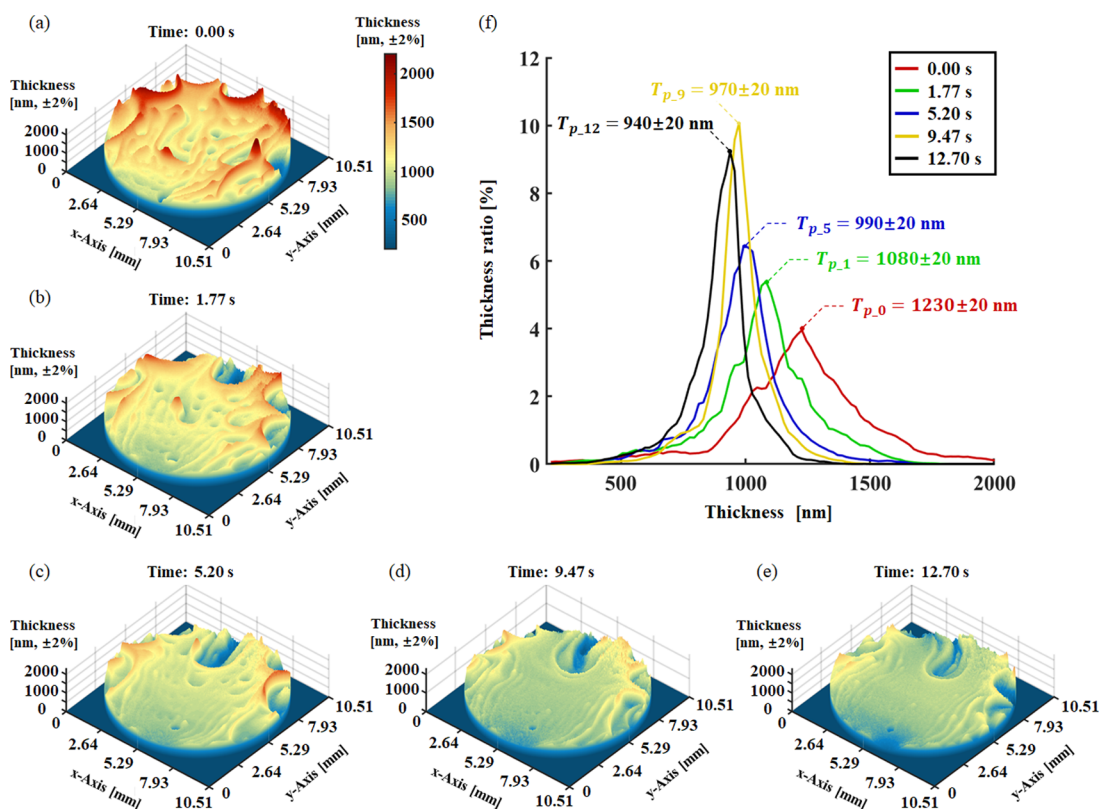 (a)
Time: 0.00 s
Thickness
[nm, ±2%]
2000
1000
0
0
2.64
5.29
7.93
10.51
x-Axis [mm]
0
2.64
5.29
7.93
10.51
y-Axis [mm]
Thickness
[nm, ±2%]
2000
1500
1000
500
(b)
Time: 1.77 s
Thickness
[nm, ±2%]
2000
1000
0
0
2.64
5.29
7.93
10.51
x-Axis [mm]
0
2.64
5.29
7.93
10.51
y-Axis [mm]
(f)
12
10
8
6
4
2
0
Thickness ratio [%]
500
1000
1500
2000
Thickness [nm]
T_{p_9} = 970±20 nm
T_{p_12} = 940±20 nm
T_{p_5} = 990±20 nm
T_{p_1} = 1080±20 nm
T_{p_0} = 1230±20 nm
0.00 s
1.77 s
5.20 s
9.47 s
12.70 s
(c)
Time: 5.20 s
Thickness
[nm, ±2%]
2000
1000
0
0
2.64
5.29
7.93
10.51
x-Axis [mm]
0
2.64
5.29
7.93
10.51
y-Axis [mm]
(d)
Time: 9.47 s
Thickness
[nm, ±2%]
2000
1000
0
0
2.64
5.29
7.93
10.51
x-Axis [mm]
0
2.64
5.29
7.93
10.51
y-Axis [mm]
(e)
Time: 12.70 s
Thickness
[nm, ±2%]
2000
1000
0
0
2.64
5.29
7.93
10.51
x-Axis [mm]
0
2.64
5.29
7.93
10.51
y-Axis [mm]